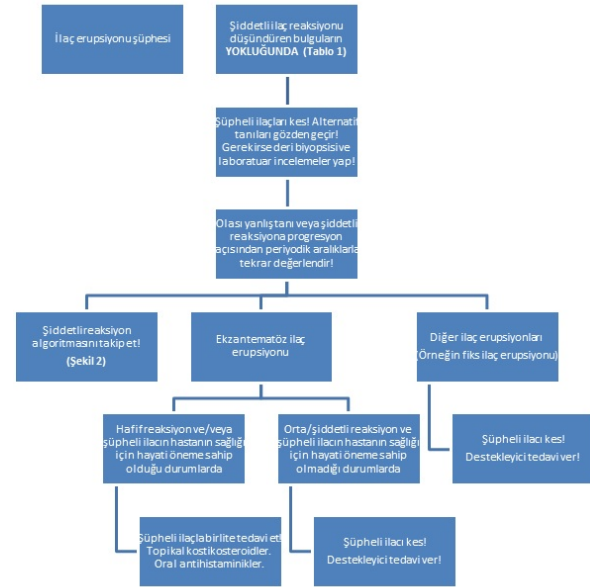 İlaç erupsiyonu şüphesi
Şiddetli ilaç reaksiyonu
düşündüren bulguların
YOKLUĞUNDA (Tablo 1)
Şüpheli ilaçları kes! Alternatif
tanıları gözden geçir!
Gerekirse deri biyopsisi ve
laboratuar incelemeler yap!
Olası yanlış tanı veya şiddetli
reaksiyona progresyon
açısından periyodik aralıklarla
tekrar değerlendir!
Şiddetli reaksiyon
algoritmasını takip et!
(Şekil 2)
Ekzantematöz ilaç
erupsiyonu
Diğer ilaç erupsiyonları
(Örneğin fiks ilaç erupsiyonu)
Hafif reaksiyon ve/veya
şüpheli ilacın hastanın sağlığı
için hayati öneme sahip
olduğu durumlarda
Orta/şiddetli reaksiyon ve
şüpheli ilacın hastanın sağlığı
için hayati öneme sahip
olmadığı durumlarda
Şüpheli ilacı kes!
Destekleyici tedavi ver!
Şüpheli ilaçla birlite tedavi et!
Topikal kostikosteroidler.
Oral antihistaminikler.
Şüpheli ilacı kes!
Destekleyici tedavi ver!